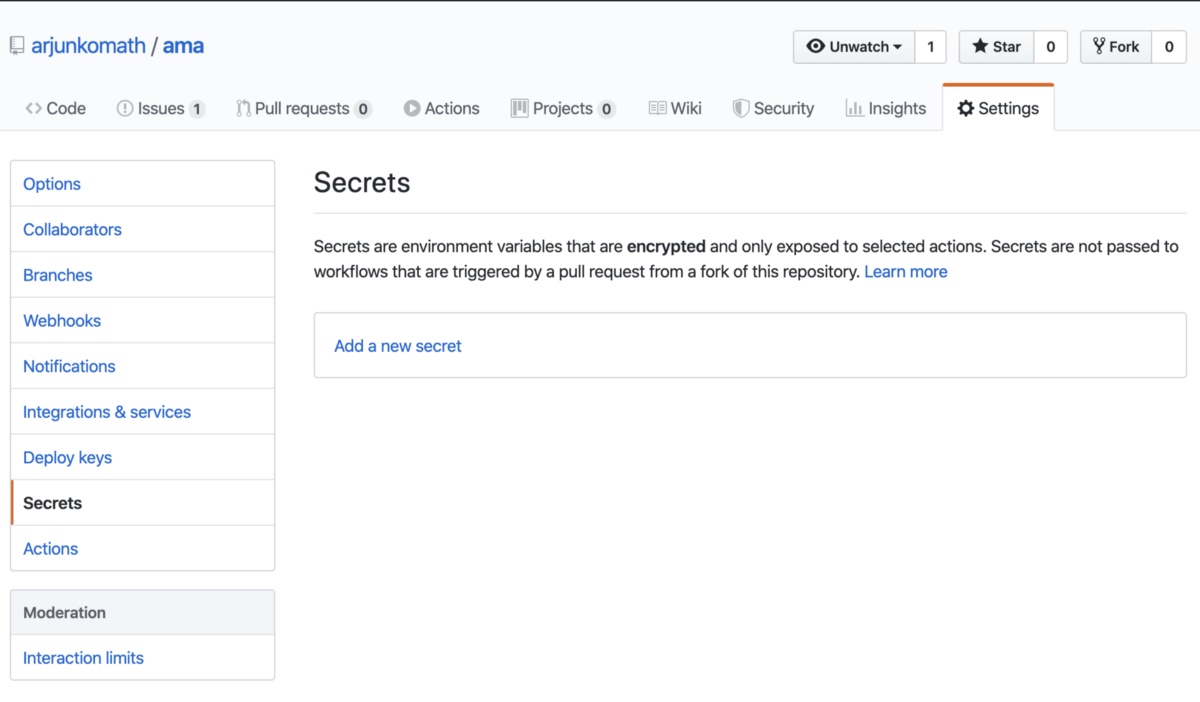 arjunkomath / ama
Unwatch 1 Star 0 Fork 0
Code Issues 1 Pull requests 0 Actions Projects 0 Wiki Security Insights Settings
Options
Collaborators
Branches
Webhooks
Notifications
Integrations & services
Deploy keys
Secrets
Actions
Moderation
Interaction limits
Secrets
Secrets are environment variables that are encrypted and only exposed to selected actions. Secrets are not passed to
workflows that are triggered by a pull request from a fork of this repository. Learn more
Add a new secret